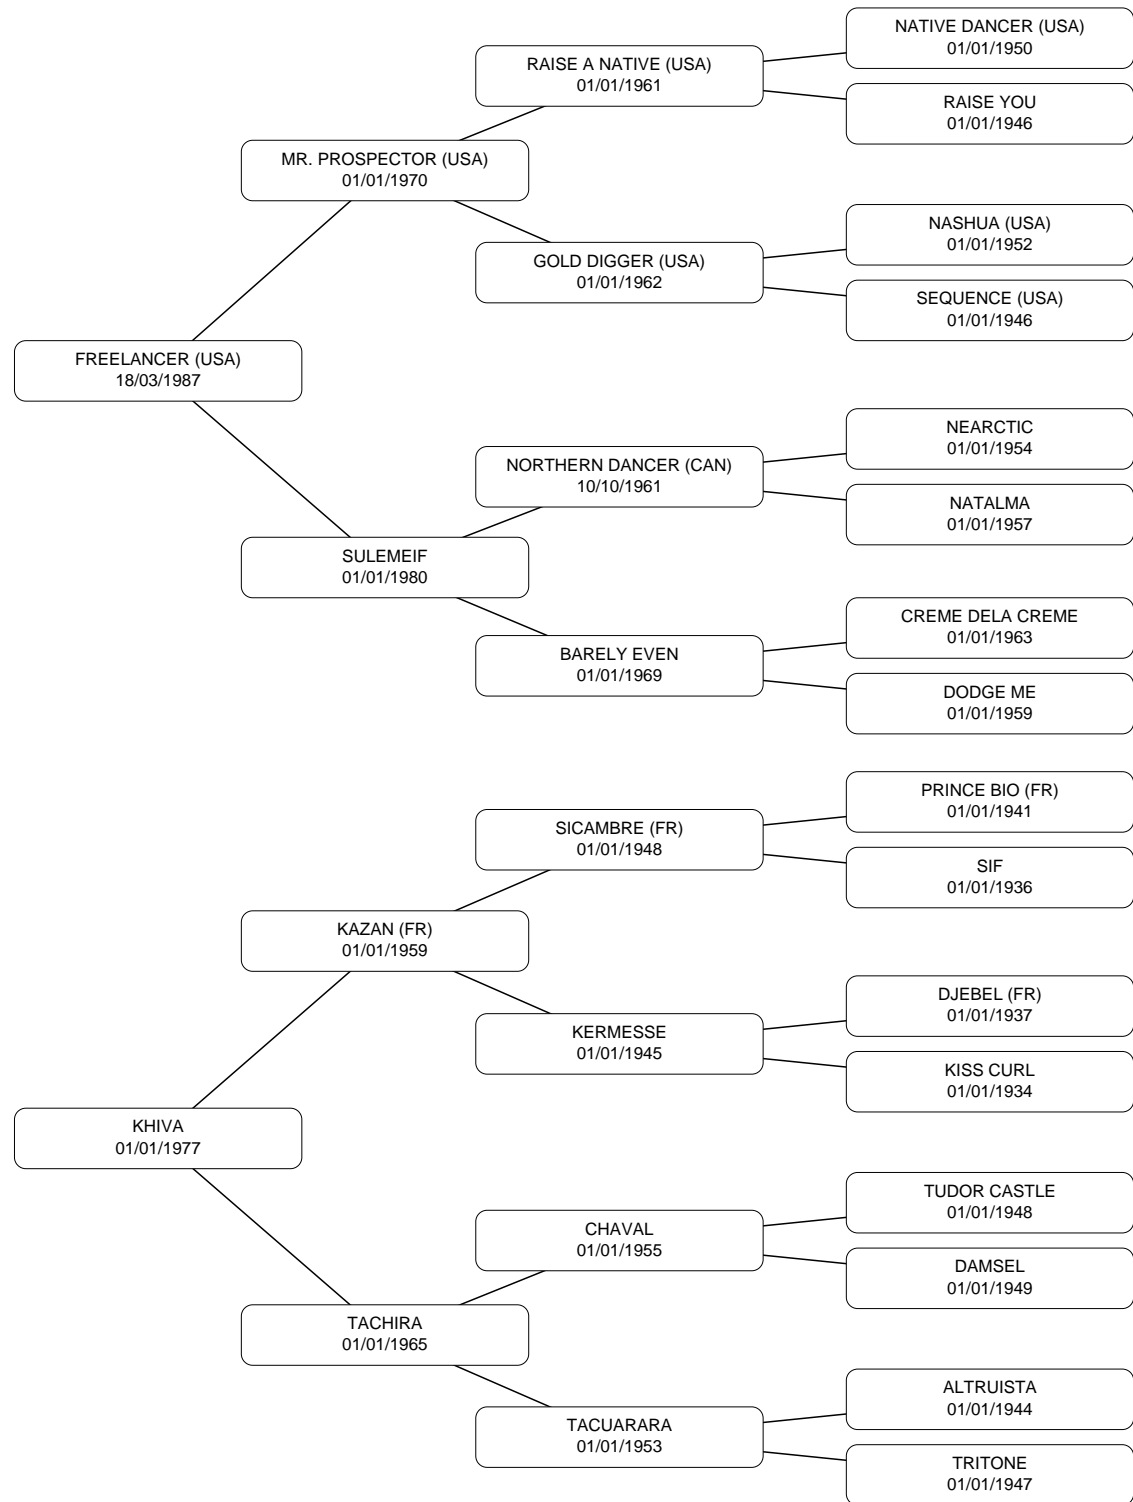 NATIVE DANCER (USA)
01/01/1950
RAISE A NATIVE (USA)
01/01/1961
RAISE YOU
01/01/1946
MR. PROSPECTOR (USA)
01/01/1970
NASHUA (USA)
01/01/1952
GOLD DIGGER (USA)
01/01/1962
SEQUENCE (USA)
01/01/1946
FREELANCER (USA)
18/03/1987
NEARCTIC
01/01/1954
NORTHERN DANCER (CAN)
10/10/1961
NATALMA
01/01/1957
SULEMEIF
01/01/1980
CREME DELA CREME
01/01/1963
BARELY EVEN
01/01/1969
DODGE ME
01/01/1959
PRINCE BIO (FR)
01/01/1941
SICAMBRE (FR)
01/01/1948
SIF
01/01/1936
KAZAN (FR)
01/01/1959
DJEBEL (FR)
01/01/1937
KERMESSE
01/01/1945
KISS CURL
01/01/1934
KHIVA
01/01/1977
TUDOR CASTLE
01/01/1948
CHAVAL
01/01/1955
DAMSEL
01/01/1949
TACHIRA
01/01/1965
ALTRUISTA
01/01/1944
TACUARARA
01/01/1953
TRITONE
01/01/1947